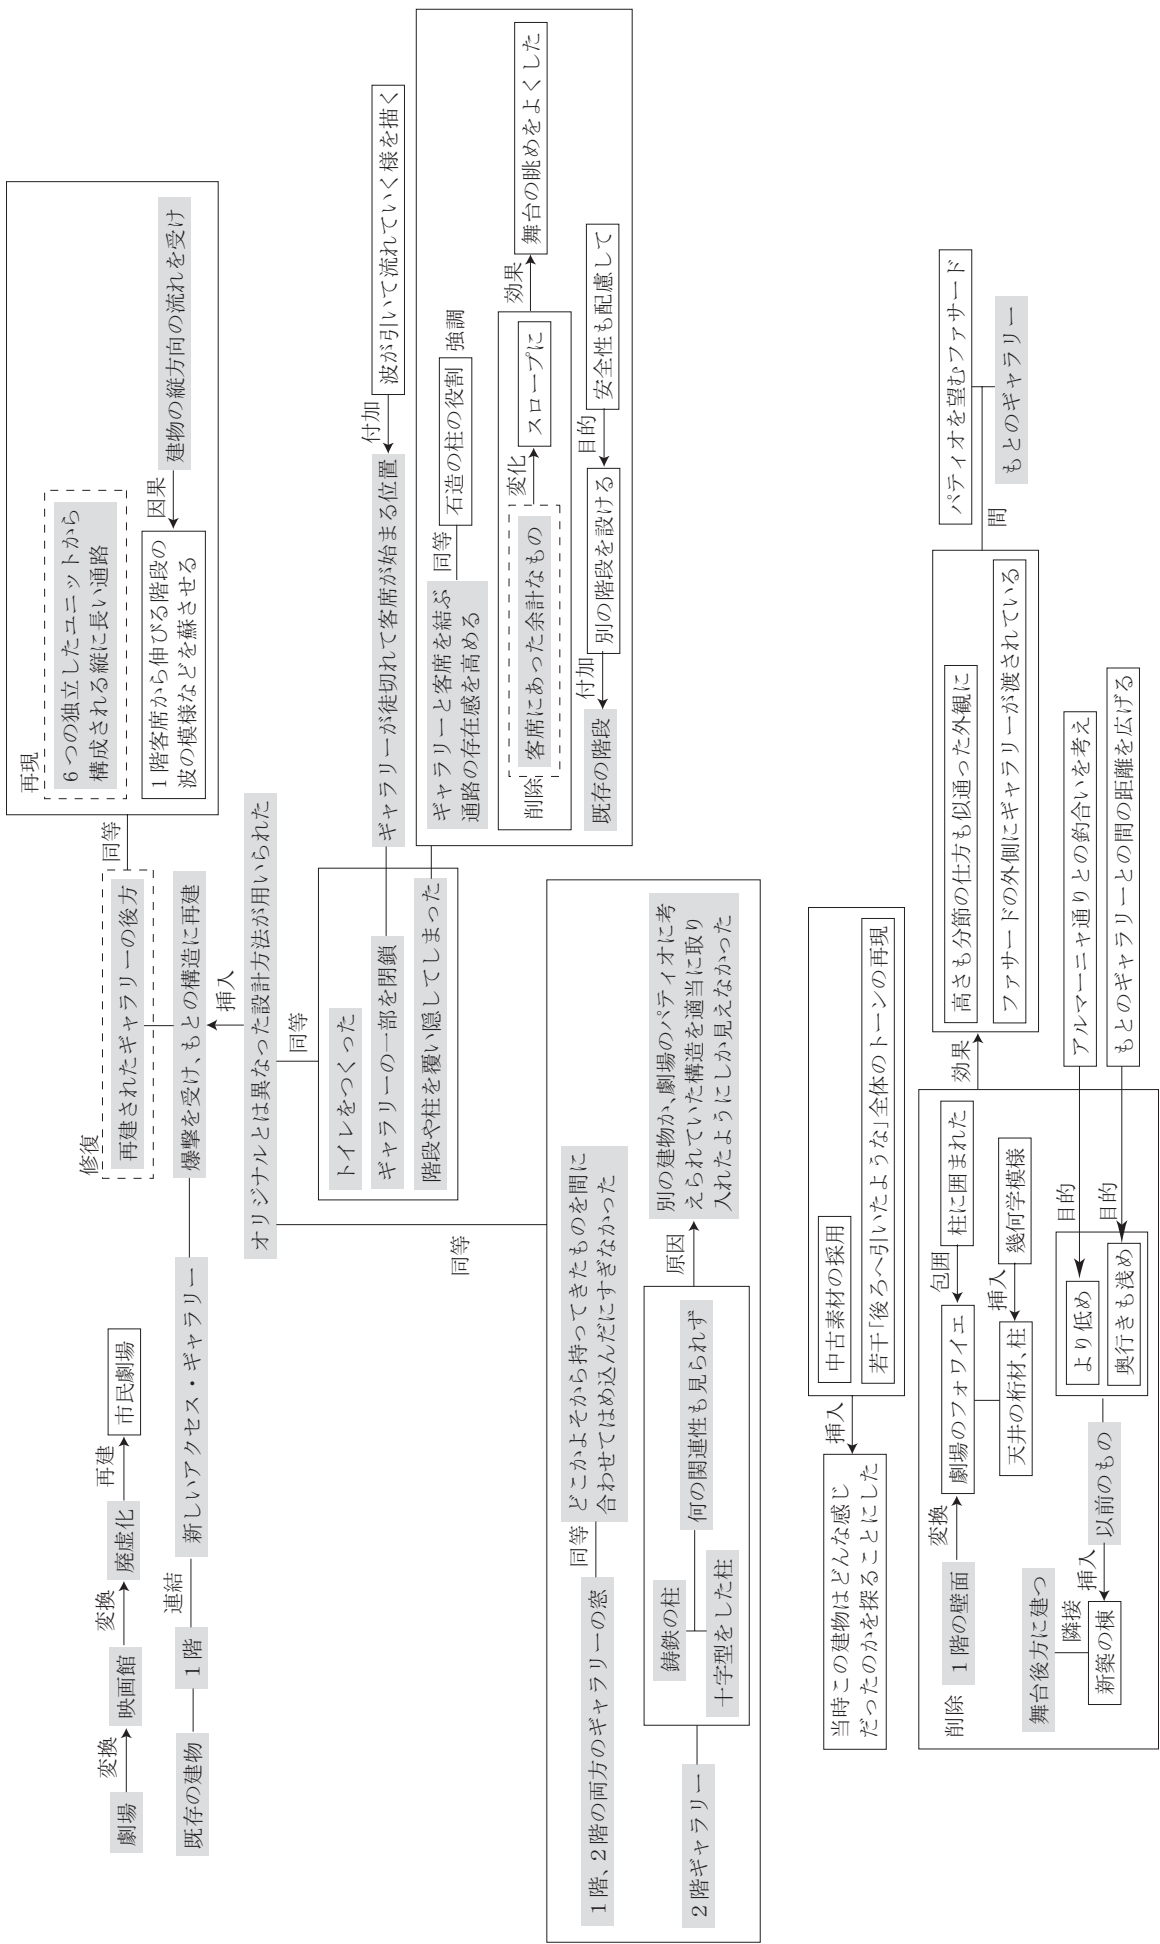 劇場
変換
映画館
変換
廃虚化
再建
市民劇場
既存の建物
1階
連結
新しいアクセス・ギャラリー
爆撃を受け、もとの構造に再建
修復
再建されたギャラリーの後方
同等
再現
6つの独立したユニットから
構成される縦に長い通路
1階客席から伸びる階段の
波の模様などを蘇させる
因果
建物の縦方向の流れを受け
挿入
オリジナルとは異なった設計方法が用いられた
同等
トイレをつくった
ギャラリーの一部を閉鎖
階段や柱を覆い隠してしまった
ギャラリーが徒切れて客席が始まる位置
付加
波が引いて流れていく様を描く
ギャラリーと客席を結ぶ
通路の存在感を高める
同等
石造の柱の役割
強調
削除
客席にあった余計なもの
変化
スロープに
効果
舞台の眺めをよくした
既存の階段
付加
別の階段を設ける
目的
安全性も配慮して
同等
1階、2階の両方のギャラリーの窓
同等
どこかよそから持ってきたものを間に
合わせてはめ込んだにすぎなかった
2階ギャラリー
鋳鉄の柱
十字型をした柱
何の関連性も見られず
原因
別の建物か、劇場のパティオに考
えられていた構造を適当に取り
入れたようにしか見えなかった
当時この建物はどんな感じ
だったのかを探ることにした
挿入
中古素材の採用
若干「後ろへ引いたような」全体のトーンの再現
削除
1階の壁面
変換
劇場のフォワイエ
包囲
柱に囲まれた
天井の桁材、柱
挿入
幾何学模様
舞台後方に建つ
隣接
新築の棟
挿入
以前のもの
より低め
奥行きも浅め
目的
アルマーニャ通りとの釣合いを考え
目的
もとのギャラリーとの間の距離を広げる
効果
高さも分節の仕方も似通った外観に
ファサードの外側にギャラリーが渡されている
間
パティオを望むファサード
もとのギャラリー